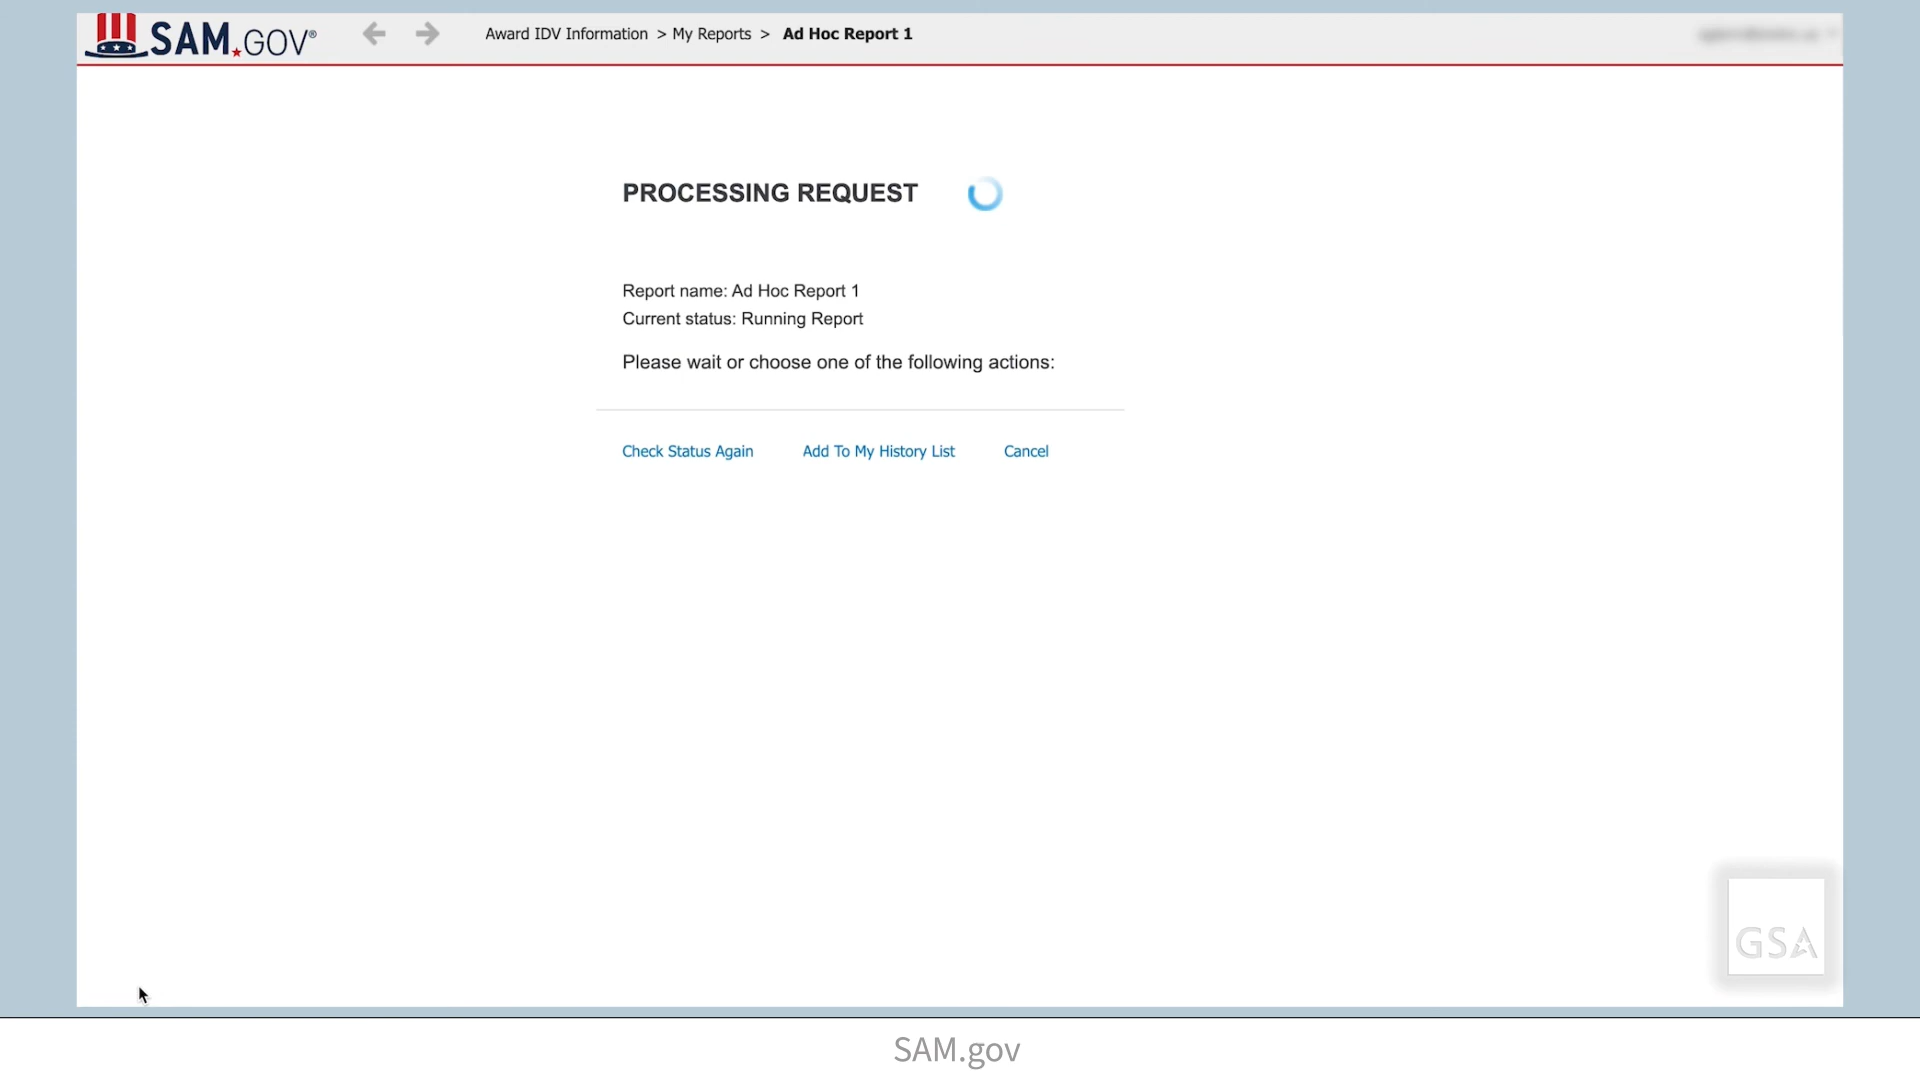 SAM.GOV®
Award IDV Information > My Reports > Ad Hoc Report 1
PROCESSING REQUEST
Report name: Ad Hoc Report 1
Current status: Running Report
Please wait or choose one of the following actions:
Check Status Again Add To My History List Cancel
GSA
SAM.gov